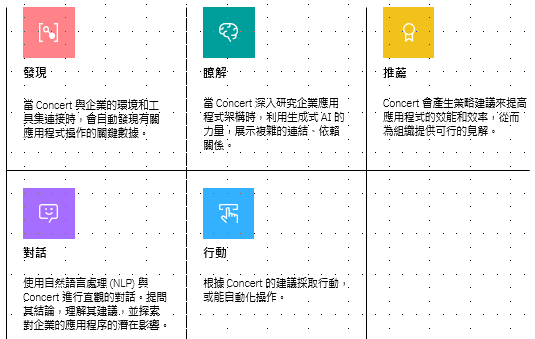 發現
當 Concert 與企業的環境和工
具集連接時，會自動發現有關
應用程式操作的關鍵數據。
瞭解
當 Concert 深入研究企業應用
程式架構時，利用生成式 AI 的
力量，展示複雜的連結、依賴
關係。
推薦
Concert 會產生策略建議來提高
應用程式的效能和效率，從而
為組織提供可行的見解。
對話
使用自然語言處理 (NLP) 與
Concert 進行直觀的對話。提問
其結論，理解其建議，並探索
對企業的應用程序的潛在影響。
行動
根據 Concert 的建議採取行動，
或能自動化操作。